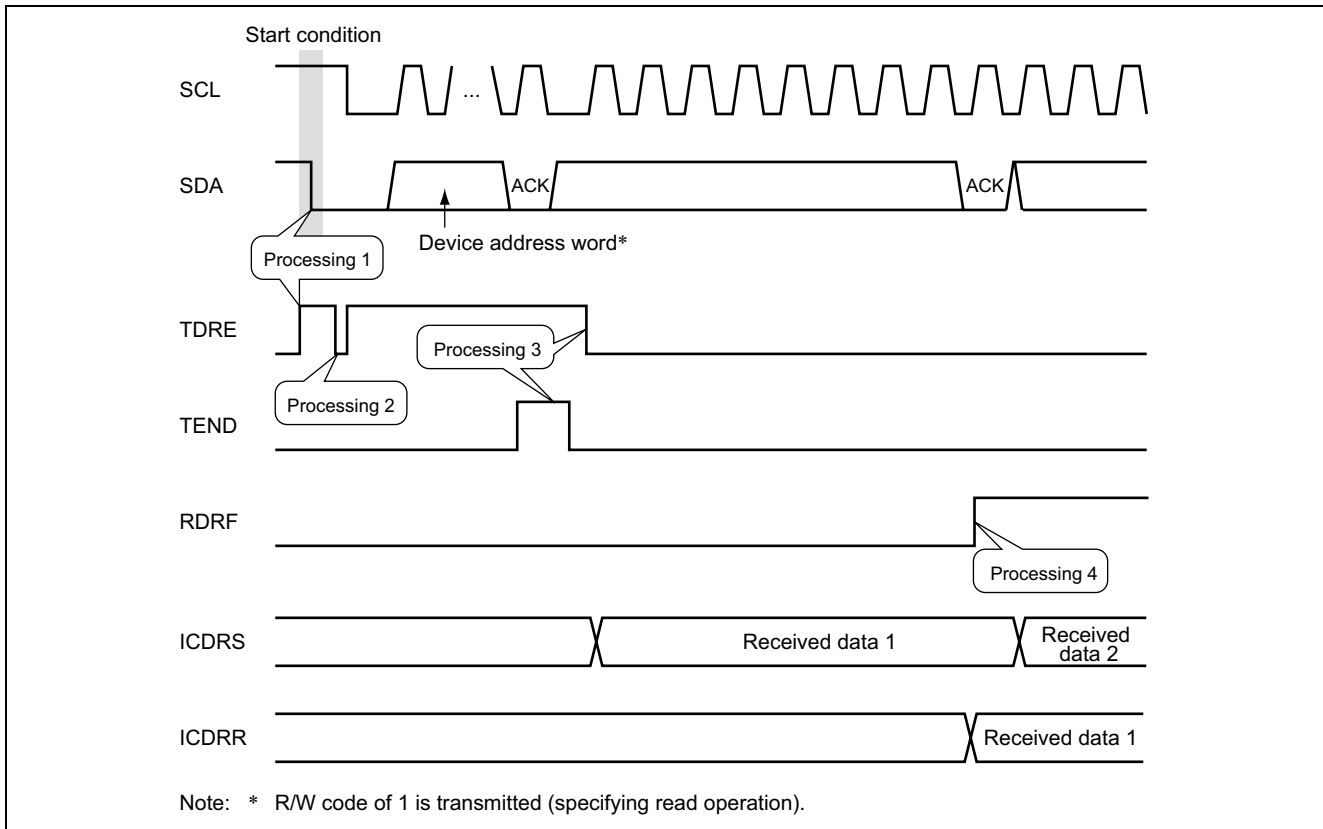 Start condition
SCL
...
SDA
ACK
ACK
Device address word*
Processing 1
TDRE
Processing 3
Processing 2
TEND
RDRF
Processing 4
ICDRS
Received data 1
Received
data 2
ICDRR
Received data 1
Note: * R/W code of 1 is transmitted (specifying read operation).